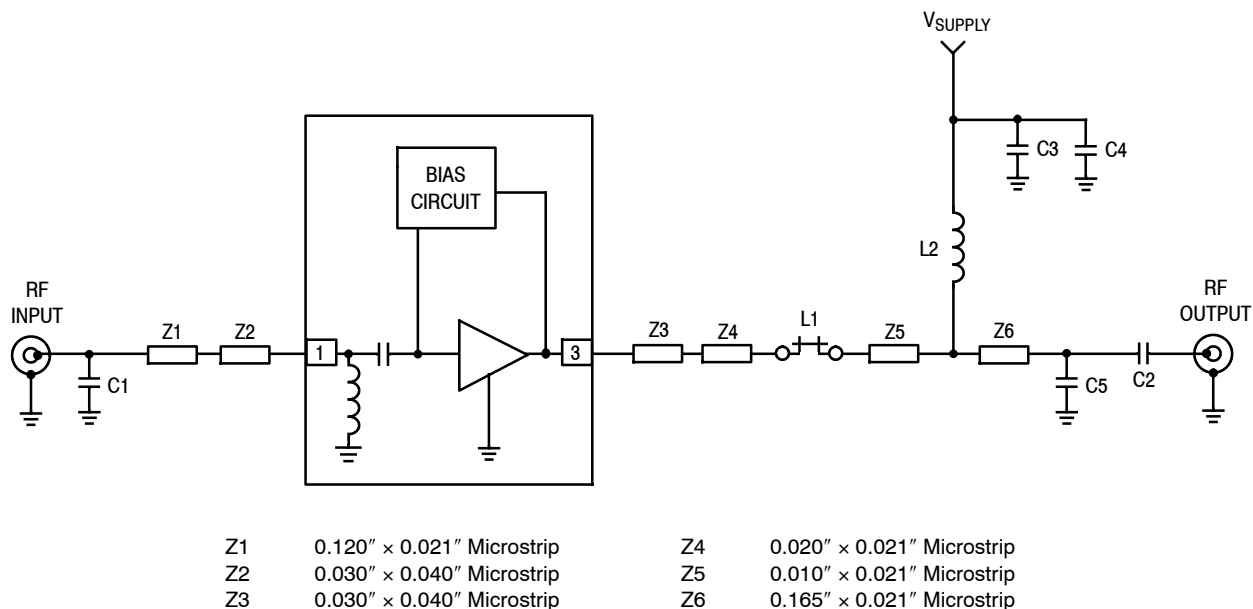 VSUPPLY
C3
C4
BIAS
CIRCUIT
L2
RF
INPUT
RF
OUTPUT
Z1
Z2
1
3
Z3
Z4
L1
Z5
Z6
C1
C5
C2
Z1 0.120″ × 0.021″ Microstrip
Z2 0.030″ × 0.040″ Microstrip
Z3 0.030″ × 0.040″ Microstrip
Z4 0.020″ × 0.021″ Microstrip
Z5 0.010″ × 0.021″ Microstrip
Z6 0.165″ × 0.021″ Microstrip